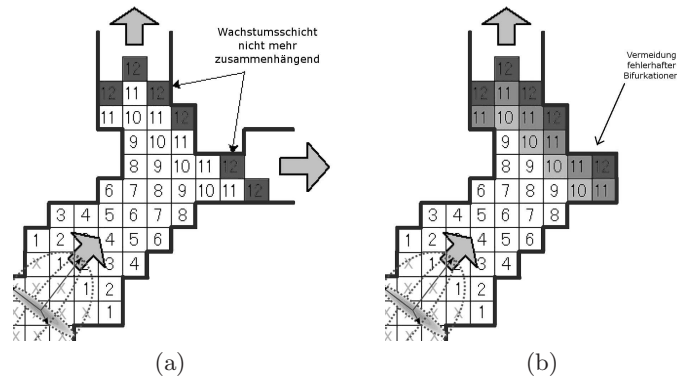 Wachstumsschicht
nicht mehr
zusammenhängend
12
12 11 12
11 10 11 12
9 10 11
8 9 10 11 12
6 7 8 9 10 11 12
3 4 5 6 7 8
1 2 4 5 6
X 1 3 4
X X 1 2
X X 1
(a)
Vermeidung
fehlerhafter
Bifurkationen
12
12 11 12
11 10 11 12
9 10 11
8 9 10 11 12
6 7 8 9 10 11
3 4 5 6 7 8
1 2 4 5 6
X 1 3 4
X X 1 2
X X 1
(b)